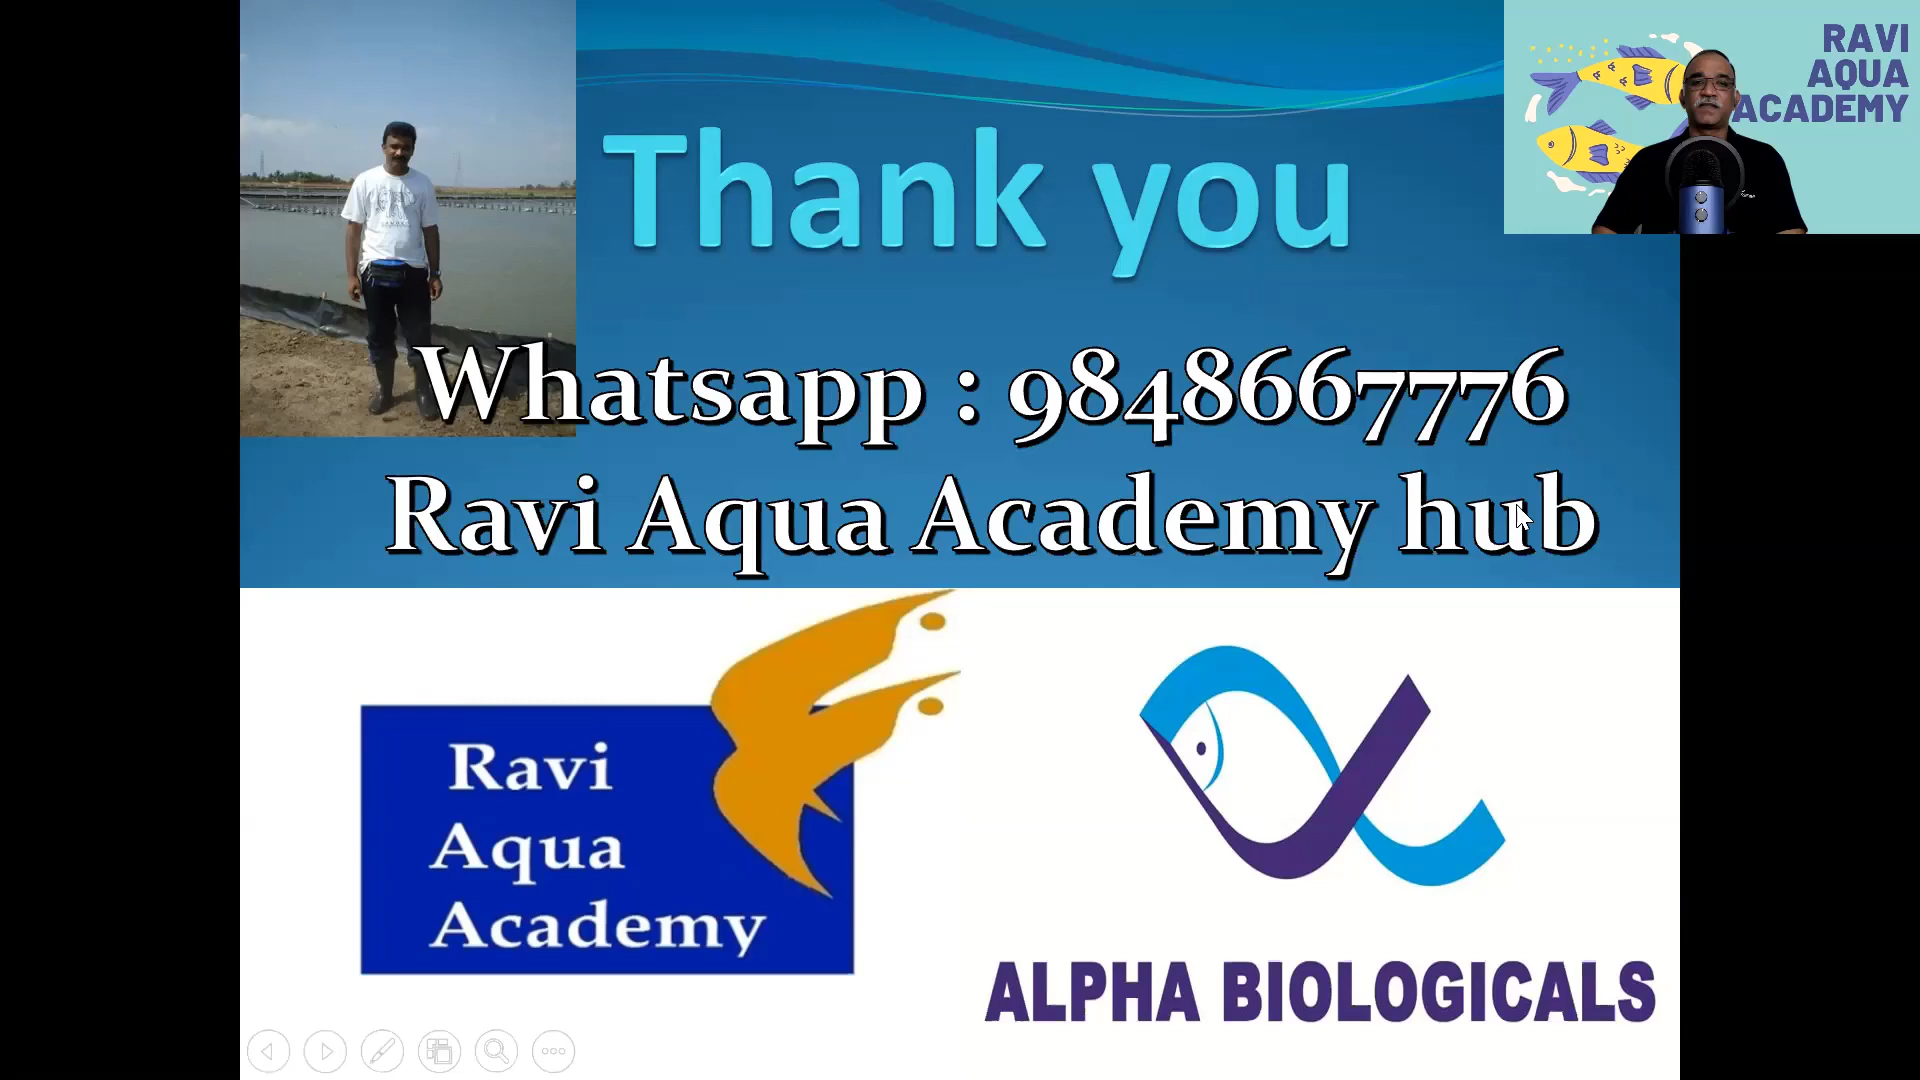 Thank you
Whatsapp : 9848667776
Ravi Aqua Academy hub
RAVI
AQUA
ACADEMY
Ravi
Aqua
Academy
ALPHA BIOLOGICALS